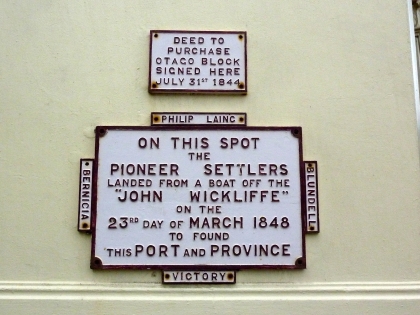 DEED TO
PURCHASE
OTAGO BLOCK
SIGNED HERE
JULY 31ST 1844
PHILIP LAING
ON THIS SPOT
THE
PIONEER SETTLERS
LANDED FROM A BOAT OFF THE
"JOHN WICKLIFFE"
ON THE
23RD DAY OF MARCH 1848
TO FOUND
THIS PORT AND PROVINCE
BERNICIA
BLUNDELL
VICTORY